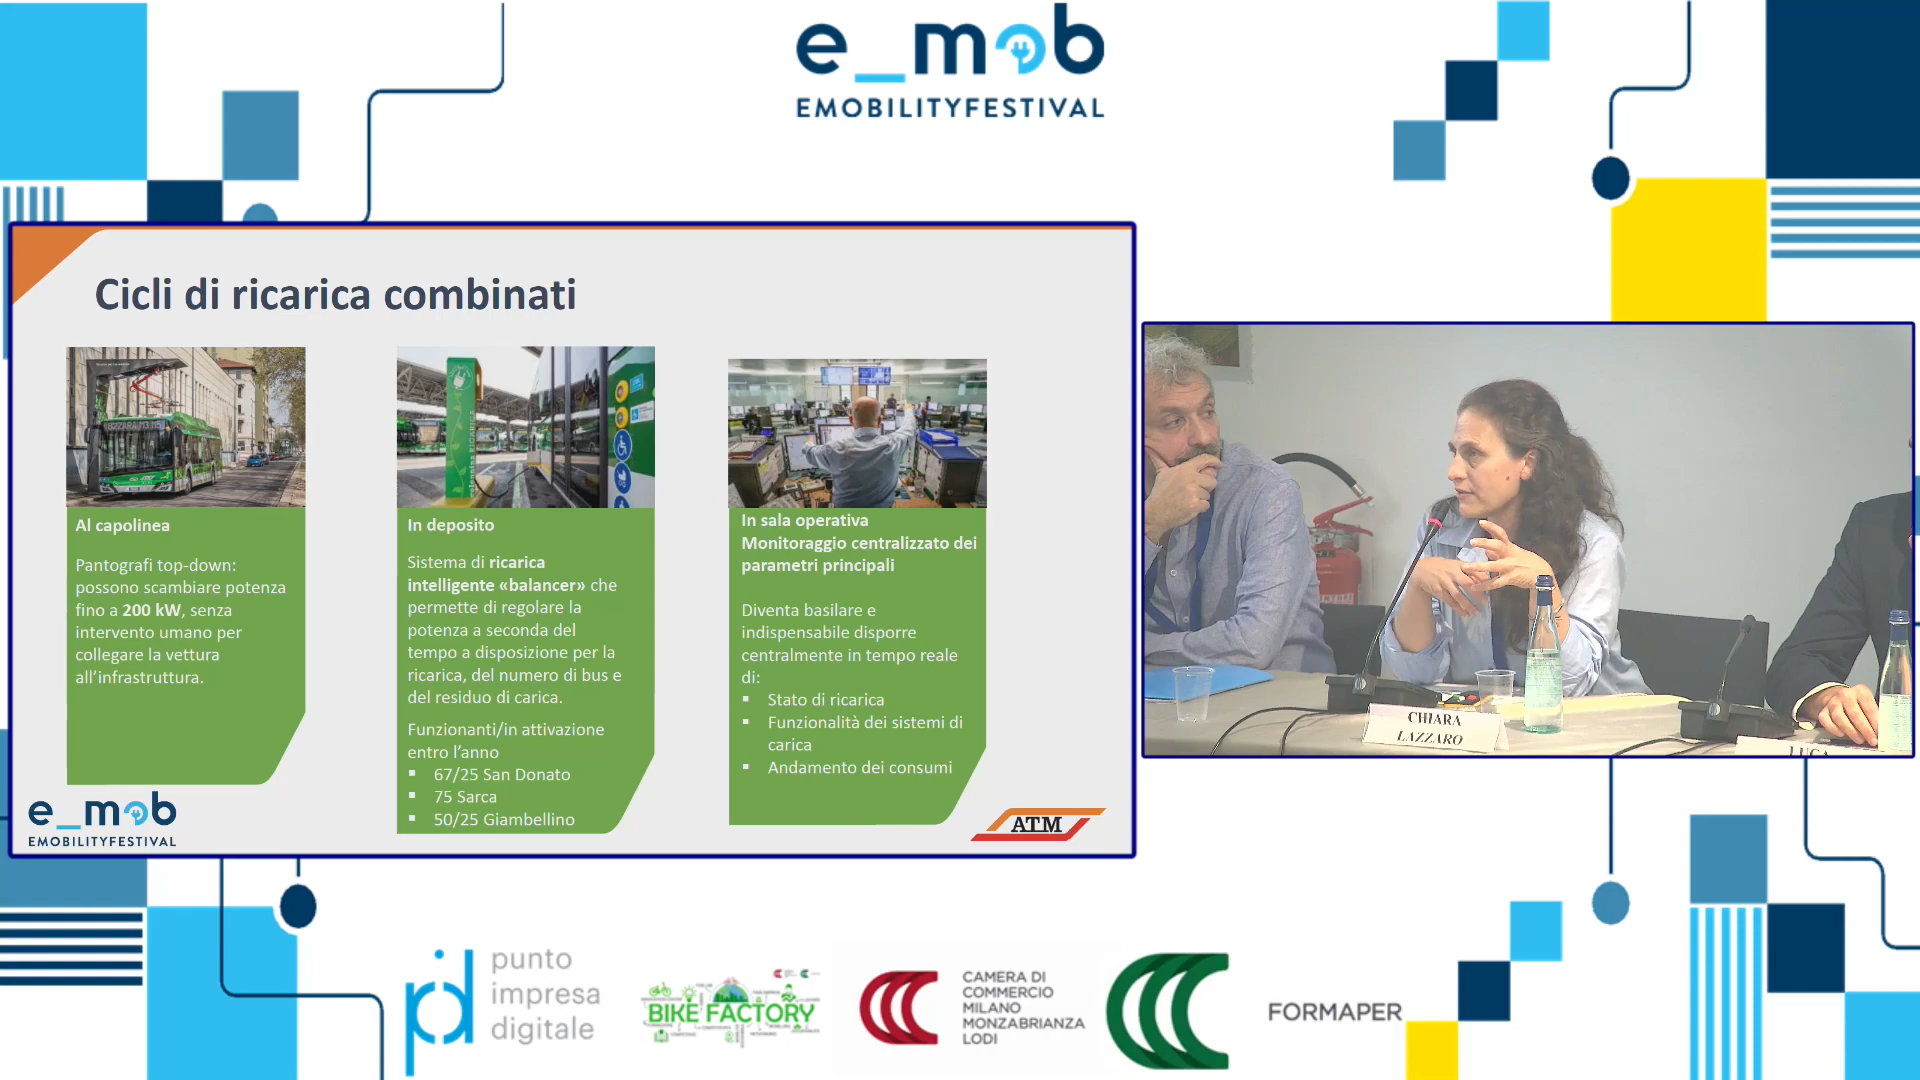 e_mob
EMOBILITYFESTIVAL
Cicli di ricarica combinati
Al capolinea
Pantografi top-down:
possono scambiare potenza
fino a 200 kW, senza
intervento umano per
collegare la vettura
all’infrastruttura.
In deposito
Sistema di ricarica
intelligente «balancer» che
permette di regolare la
potenza a seconda del
tempo a disposizione per la
ricarica, del numero di bus e
del residuo di carica.
Funzionanti/in attivazione
entro l’anno
▪ 67/25 San Donato
▪ 75 Sarca
▪ 50/25 Giambellino
In sala operativa
Monitoraggio centralizzato dei
parametri principali
Diventa basilare e
indispensabile disporre
centralmente in tempo reale
di:
▪ Stato di ricarica
▪ Funzionalità dei sistemi di
carica
▪ Andamento dei consumi
e_mob
EMOBILITYFESTIVAL
ATM
CHIARA
LAZZARO
LUCA
punto
impresa
digitale
BIKE FACTORY
CAMERA DI
COMMERCIO
MILANO
MONZABRIANZA
LODI
FORMAPER